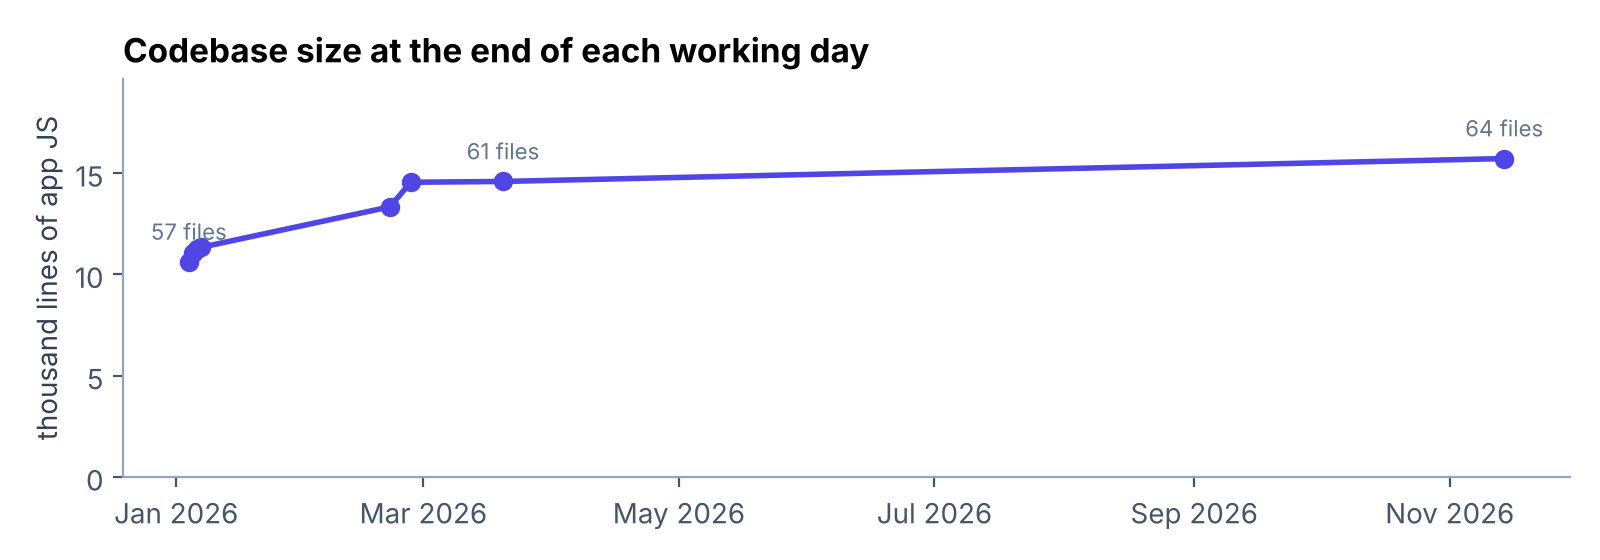 Codebase size at the end of each working day
thousand lines of app JS
15
10
5
0
57 files
61 files
64 files
Jan 2026
Mar 2026
May 2026
Jul 2026
Sep 2026
Nov 2026